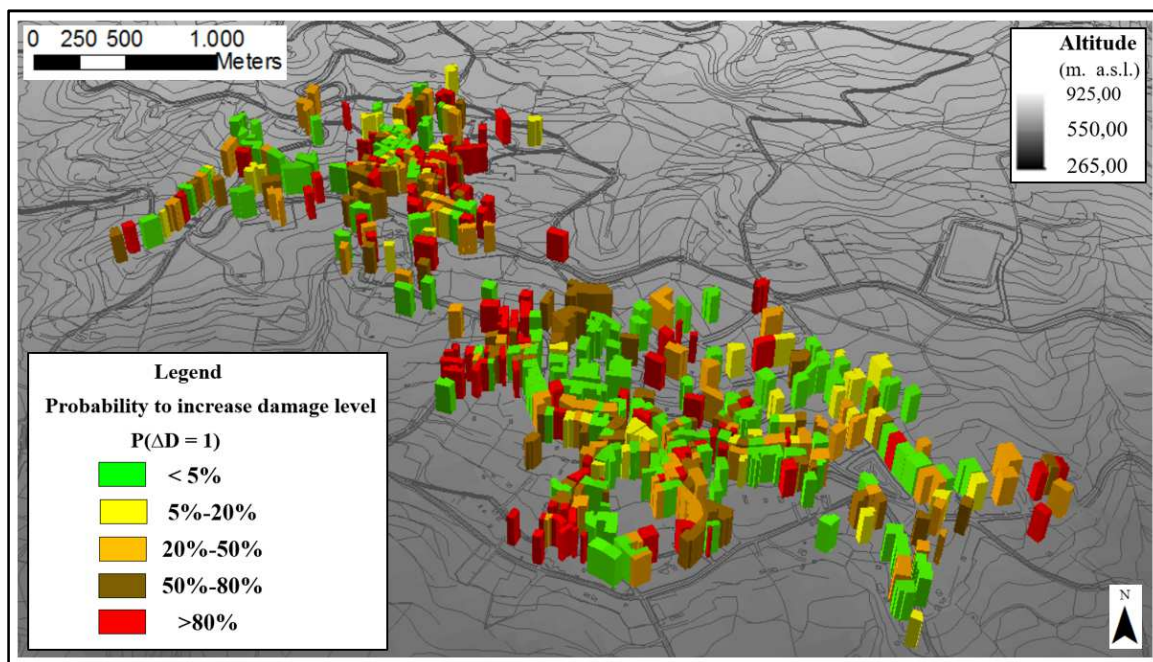 0 250 500 1.000
Meters
Altitude
(m. a.s.l.)
925,00
550,00
265,00
Legend
Probability to increase damage level
P(ΔD = 1)
< 5%
5%-20%
20%-50%
50%-80%
>80%
N